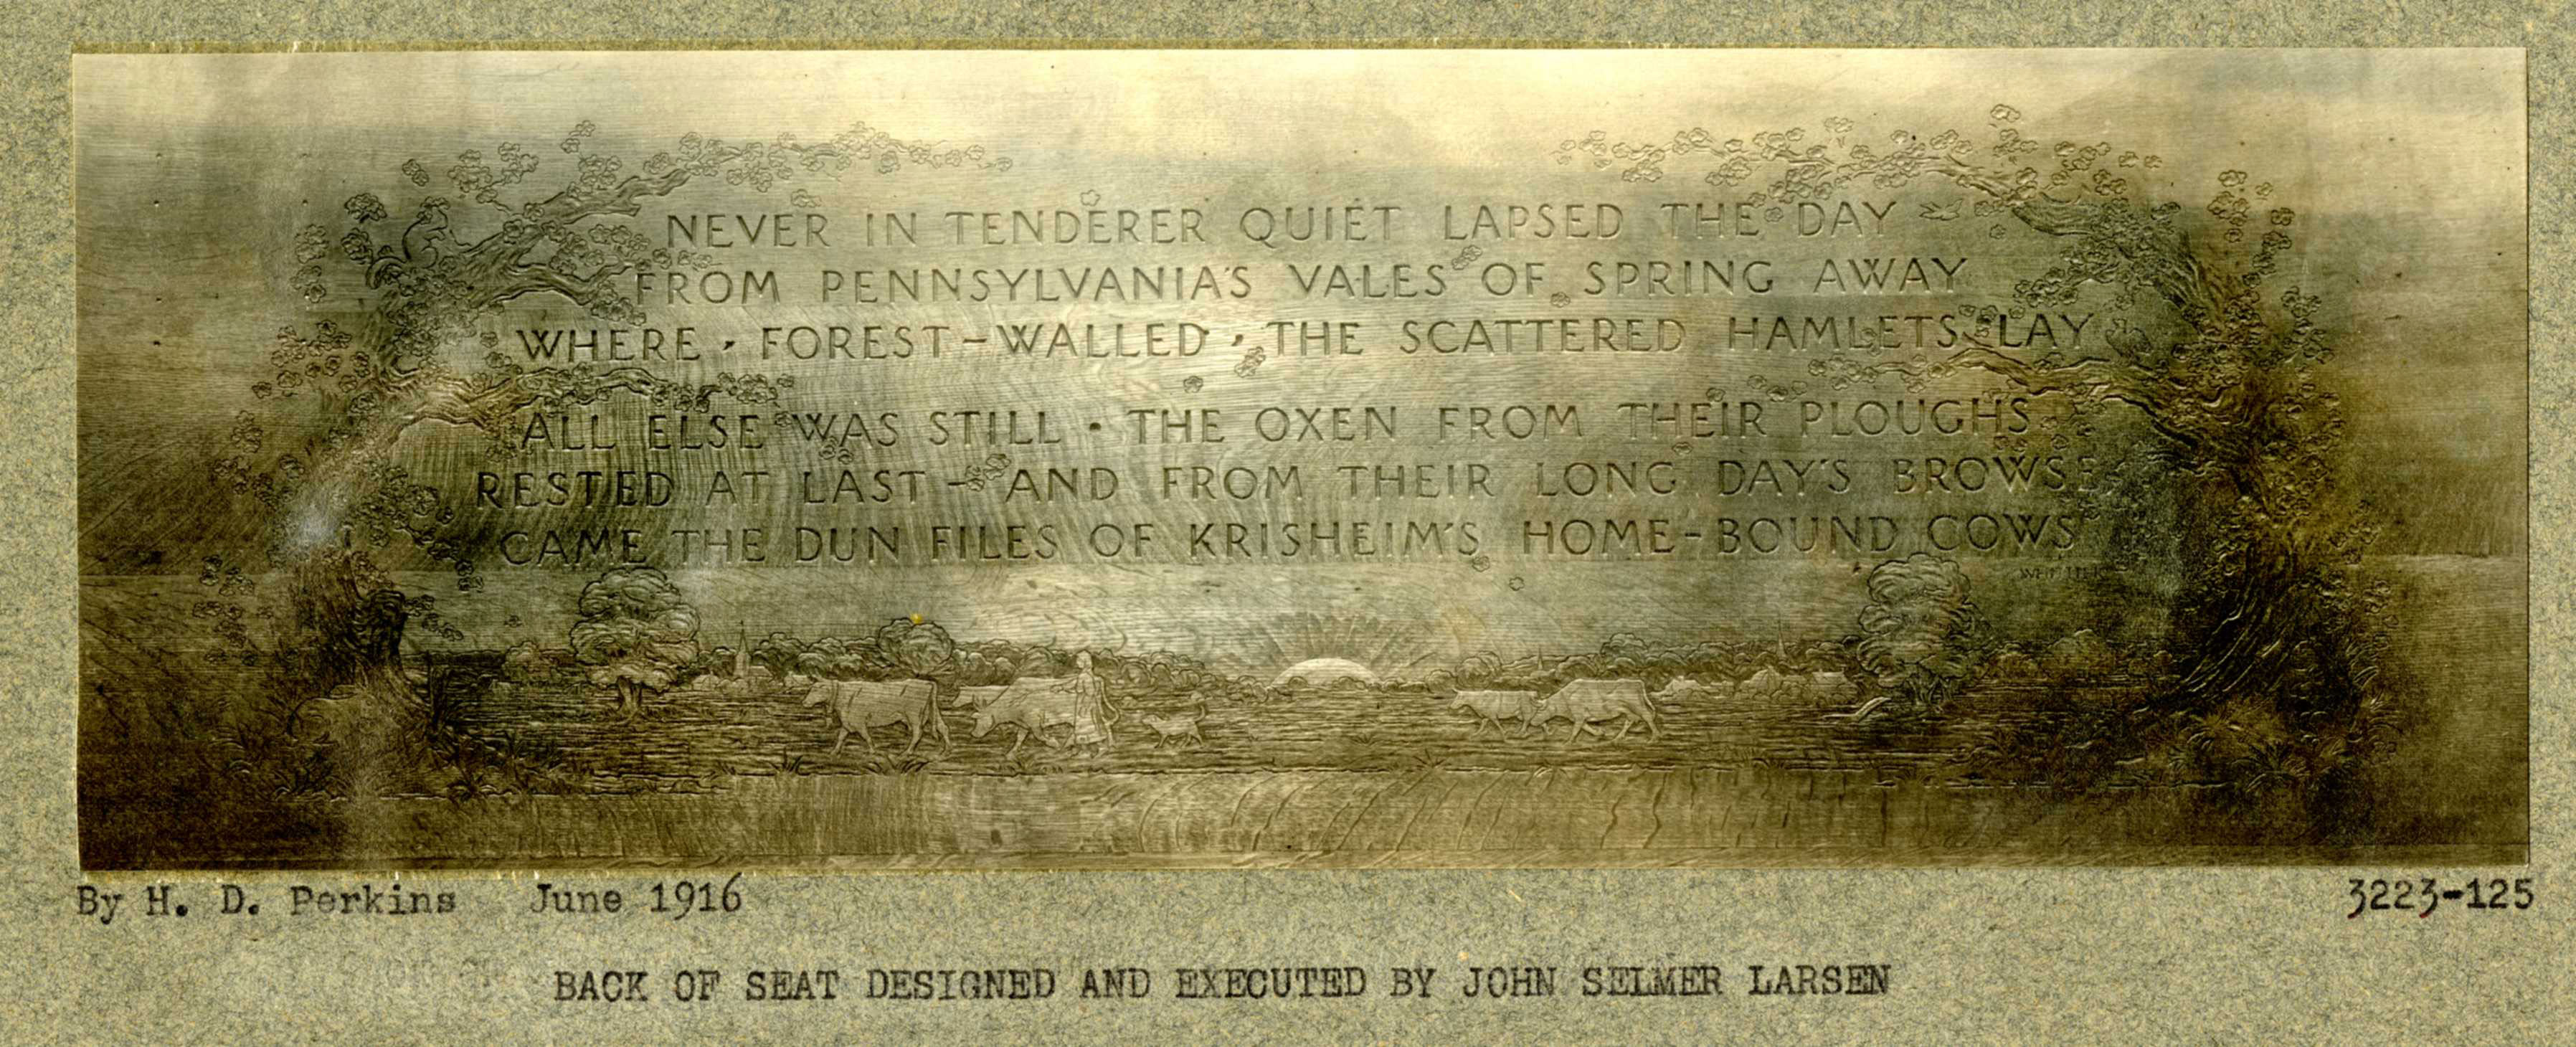 NEVER IN TENDERER QUIET LAPSED THE DAY
FROM PENNSYLVANIA'S VALES OF SPRING AWAY
WHERE · FOREST-WALLED · THE SCATTERED HAMLETS LAY
ALL ELSE WAS STILL · THE OXEN FROM THEIR PLOUGHS
RESTED AT LAST - AND FROM THEIR LONG DAY'S BROWSE
CAME THE DUN FILES OF KRISHEIM'S HOME-BOUND COWS
WHITTIER
By H. D. Perkins June 1916 3223-125
BACK OF SEAT DESIGNED AND EXECUTED BY JOHN SELMER LARSEN